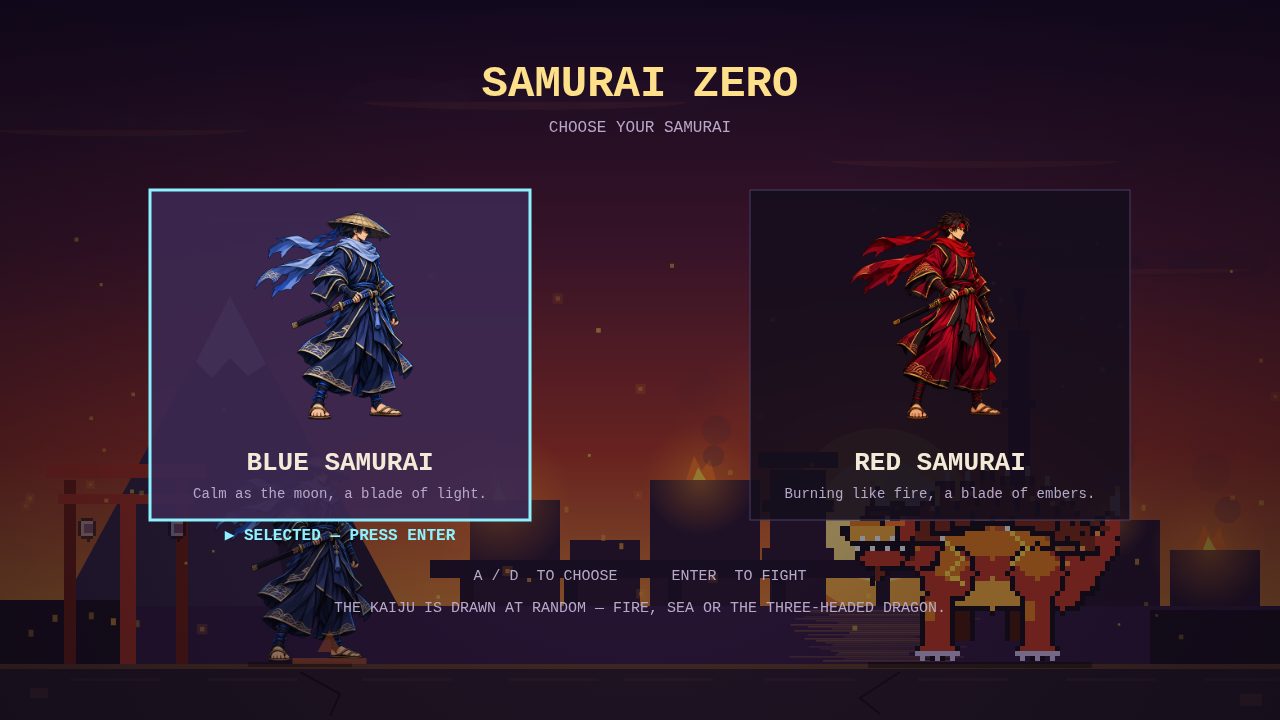 SAMURAI ZERO
CHOOSE YOUR SAMURAI
BLUE SAMURAI
Calm as the moon, a blade of light.
▶ SELECTED — PRESS ENTER
RED SAMURAI
Burning like fire, a blade of embers.
A / D  TO CHOOSE      ENTER  TO FIGHT
THE KAIJU IS DRAWN AT RANDOM — FIRE, SEA OR THE THREE-HEADED DRAGON.